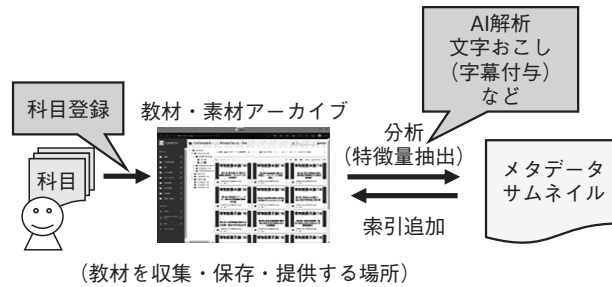 AI解析
文字おこし
（字幕付与）
など
科目登録
教材・素材アーカイブ
分析
（特徴量抽出）
科目
メタデータ
サムネイル
索引追加
（教材を収集・保存・提供する場所）